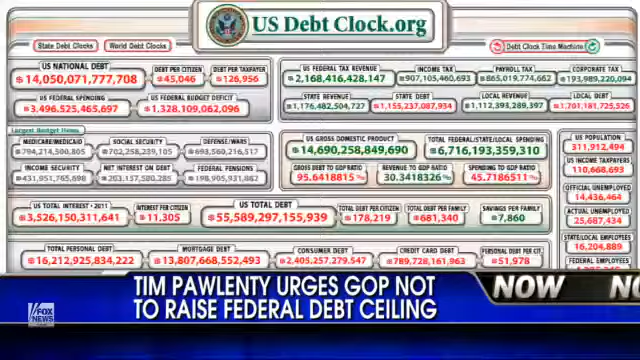 US Debt Clock.org
State Debt Clocks World Debt Clocks
Debt Clock Time Machine
US NATIONAL DEBT DEBT PER CITIZEN DEBT PER TAXPAYER
14,050,071,777,708 45,046 126,956
US FEDERAL SPENDING US FEDERAL BUDGET DEFICIT
3,496,525,465,697 1,328,109,062,096
US FEDERAL TAX REVENUE INCOME TAX PAYROLL TAX CORPORATE TAX
2,168,416,428,147 907,105,460,693 865,019,774,662 193,989,220,094
STATE REVENUE STATE DEBT LOCAL REVENUE LOCAL DEBT
1,176,482,504,727 1,155,237,087,934 1,112,393,289,397 1,701,181,725,526
Largest Budget Items
MEDICARE/MEDICAID SOCIAL SECURITY DEFENSE/WARS
794,214,500,805 702,258,239,105 693,560,216,517
INCOME SECURITY NET INTEREST ON DEBT FEDERAL PENSIONS
431,951,765,698
US GROSS DOMESTIC PRODUCT TOTAL FEDERAL/STATE/LOCAL SPENDING
14,690,258,849,690 6,716,193,359,310
GROSS DEBT TO GDP RATIO REVENUE TO GDP RATIO SPENDING TO GDP RATIO
95.6418815% 30.3418326% 45.7186511%
US POPULATION
311,912,494
US INCOME TAXPAYERS
110,668,693
OFFICIAL UNEMPLOYED
14,436,464
ACTUAL UNEMPLOYED
25,687,434
STATE/LOCAL EMPLOYEES
16,204,889
FEDERAL EMPLOYEES
US TOTAL INTEREST · 2011 INTEREST PER CITIZEN US TOTAL DEBT TOTAL DEBT PER CITIZEN TOTAL DEBT PER FAMILY SAVINGS PER FAMILY
3,526,150,311,641 11,305 55,589,297,155,939 178,219 681,340 7,860
TOTAL PERSONAL DEBT MORTGAGE DEBT CONSUMER DEBT CREDIT CARD DEBT PERSONAL DEBT PER CIT.
16,212,925,834,222 13,807,668,552,493 2,405,257,279,547 789,728,161,963 51,978
NOW
TIM PAWLENTY URGES GOP NOT
TO RAISE FEDERAL DEBT CEILING
FOX
NEWS